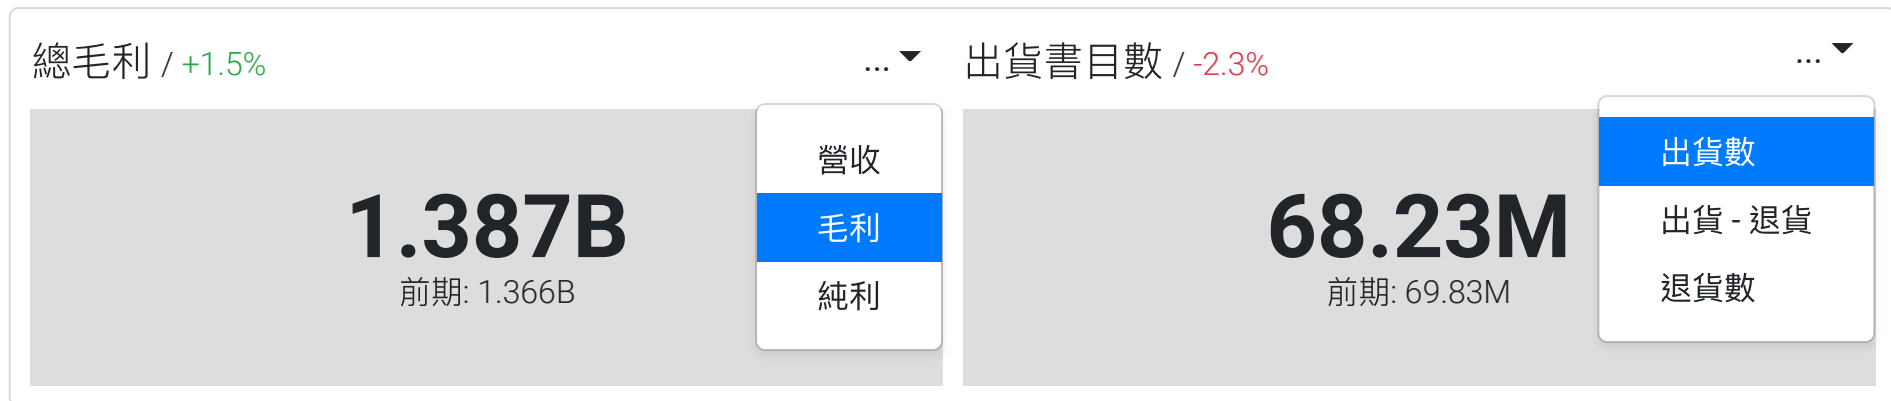 總毛利 / +1.5%
...
營收
毛利
純利
1.387B
前期: 1.366B
出貨書目數 / -2.3%
...
出貨數
出貨 - 退貨
退貨數
68.23M
前期: 69.83M